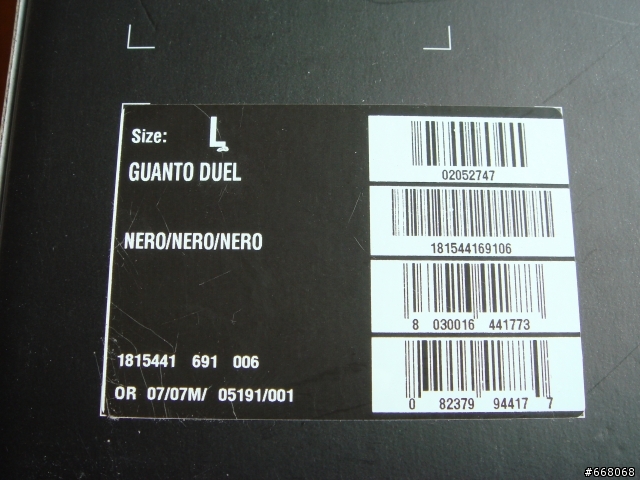 Size: L
GUANTO DUEL
NERO/NERO/NERO
1815441 691 006
OR 07/07M/ 05191/001
02052747
181544169106
8 030016 441773
0 82379 94417 7
#668068